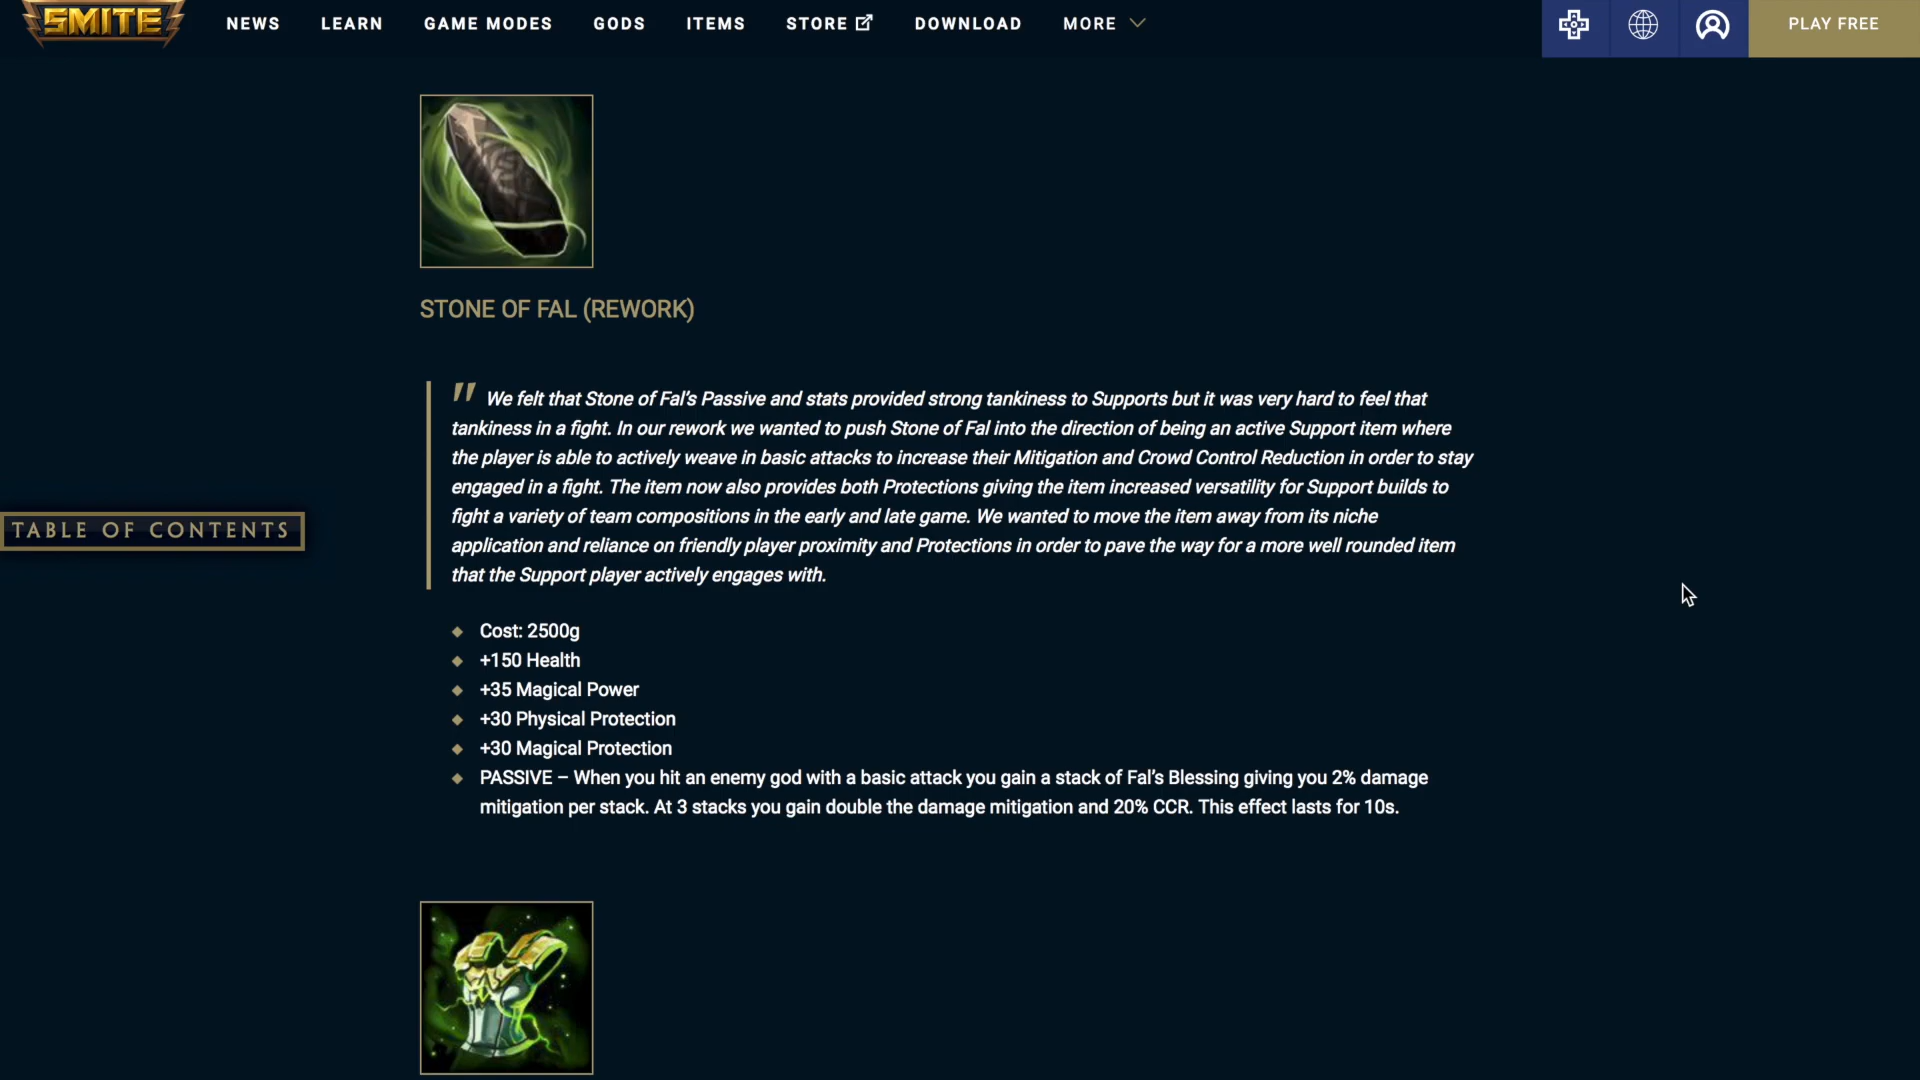 SMITE NEWS LEARN GAME MODES GODS ITEMS STORE DOWNLOAD MORE PLAY FREE
STONE OF FAL (REWORK)
" We felt that Stone of Fal’s Passive and stats provided strong tankiness to Supports but it was very hard to feel that
tankiness in a fight. In our rework we wanted to push Stone of Fal into the direction of being an active Support item where
the player is able to actively weave in basic attacks to increase their Mitigation and Crowd Control Reduction in order to stay
engaged in a fight. The item now also provides both Protections giving the item increased versatility for Support builds to
fight a variety of team compositions in the early and late game. We wanted to move the item away from its niche
application and reliance on friendly player proximity and Protections in order to pave the way for a more well rounded item
that the Support player actively engages with.
TABLE OF CONTENTS
Cost: 2500g
+150 Health
+35 Magical Power
+30 Physical Protection
+30 Magical Protection
PASSIVE – When you hit an enemy god with a basic attack you gain a stack of Fal’s Blessing giving you 2% damage
mitigation per stack. At 3 stacks you gain double the damage mitigation and 20% CCR. This effect lasts for 10s.